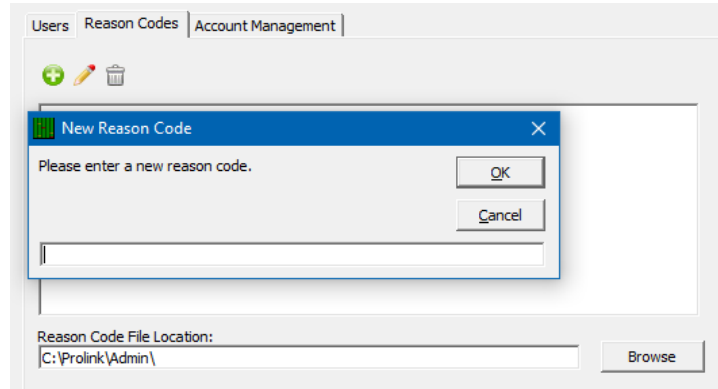 Users Reason Codes Account Management
New Reason Code
Please enter a new reason code.
OK
Cancel
Reason Code File Location:
C:\Prolink\Admin\
Browse